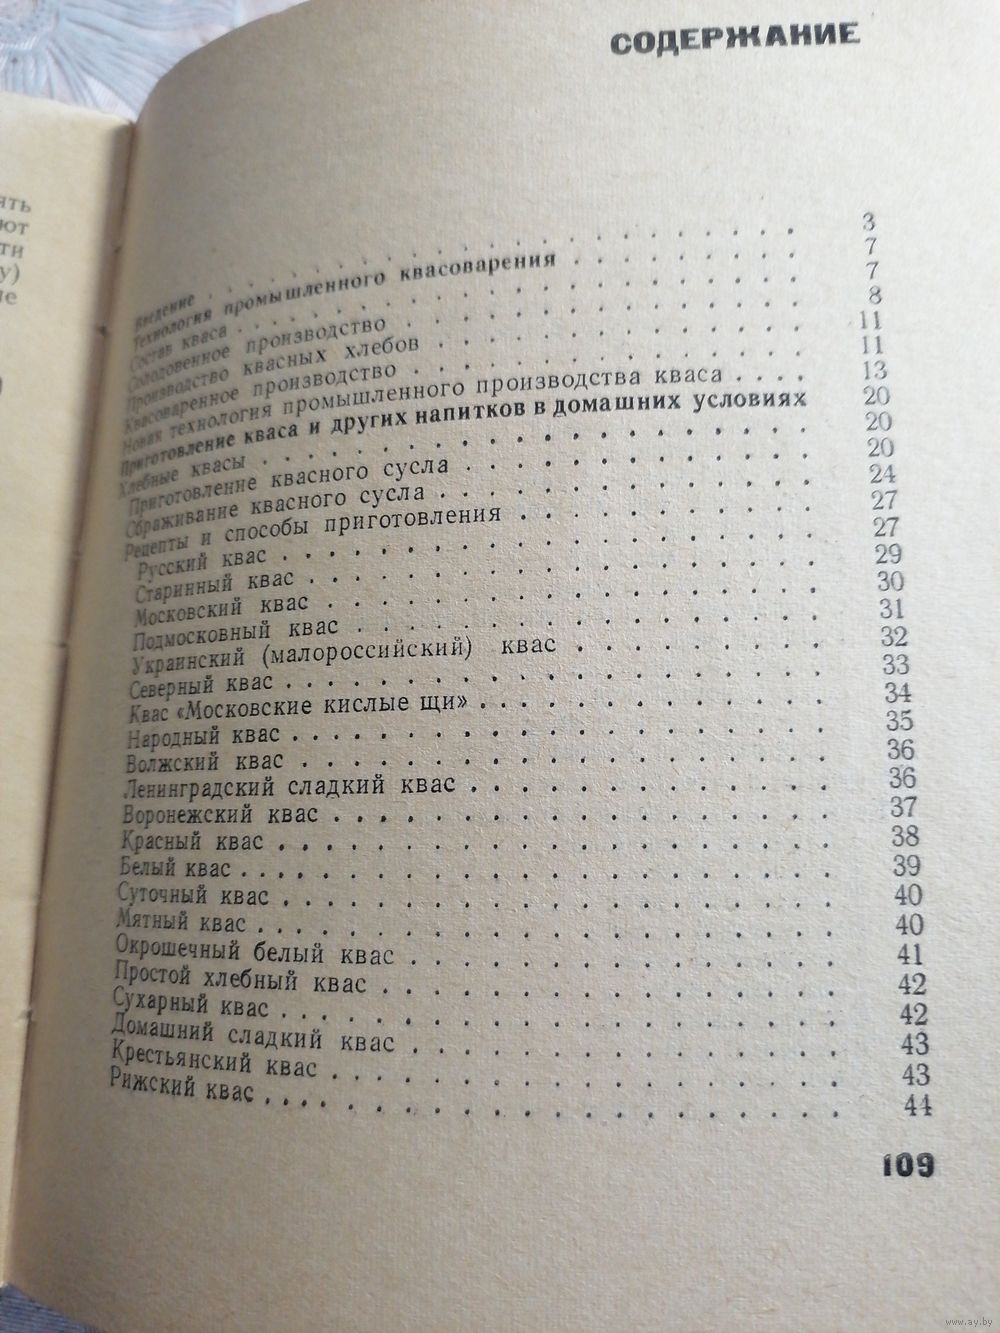 ять
ют
ти
у)
СОДЕРЖАНИЕ
Введение . . . . . . . . . . . . . . . 3
Технология промышленного квасоварения . . . . . . . . 7
Состав кваса . . . . . . . . . . . . . . . 7
Солодовенное производство . . . . . . . . . . . . 8
Производство квасных хлебов . . . . . . . . . . . . 11
Квасоваренное производство . . . . . . . . . . . . 11
Новая технология промышленного производства кваса . . . . 13
Приготовление кваса и других напитков в домашних условиях 20
Хлебные квасы . . . . . . . . . . . . . . . 20
Приготовление квасного сусла . . . . . . . . . . . 20
Сбраживание квасного сусла . . . . . . . . . . . . 24
Рецепты и способы приготовления . . . . . . . . . . 27
Русский квас . . . . . . . . . . . . . . . 27
Старинный квас . . . . . . . . . . . . . . . 29
Московский квас . . . . . . . . . . . . . . . 30
Подмосковный квас . . . . . . . . . . . . . . 31
Украинский (малороссийский) квас . . . . . . . . . 32
Северный квас . . . . . . . . . . . . . . . 33
Квас «Московские кислые щи» . . . . . . . . . . . 34
Народный квас . . . . . . . . . . . . . . . 35
Волжский квас . . . . . . . . . . . . . . . 36
Ленинградский сладкий квас . . . . . . . . . . . . 36
Воронежский квас . . . . . . . . . . . . . . . 37
Красный квас . . . . . . . . . . . . . . . 38
Белый квас . . . . . . . . . . . . . . . 39
Суточный квас . . . . . . . . . . . . . . . 40
Мятный квас . . . . . . . . . . . . . . . 40
Окрошечный белый квас . . . . . . . . . . . . . 41
Простой хлебный квас . . . . . . . . . . . . . 42
Сухарный квас . . . . . . . . . . . . . . . 42
Домашний сладкий квас . . . . . . . . . . . . . 43
Крестьянский квас . . . . . . . . . . . . . . . 43
Рижский квас . . . . . . . . . . . . . . . 44
109
www.ay.by